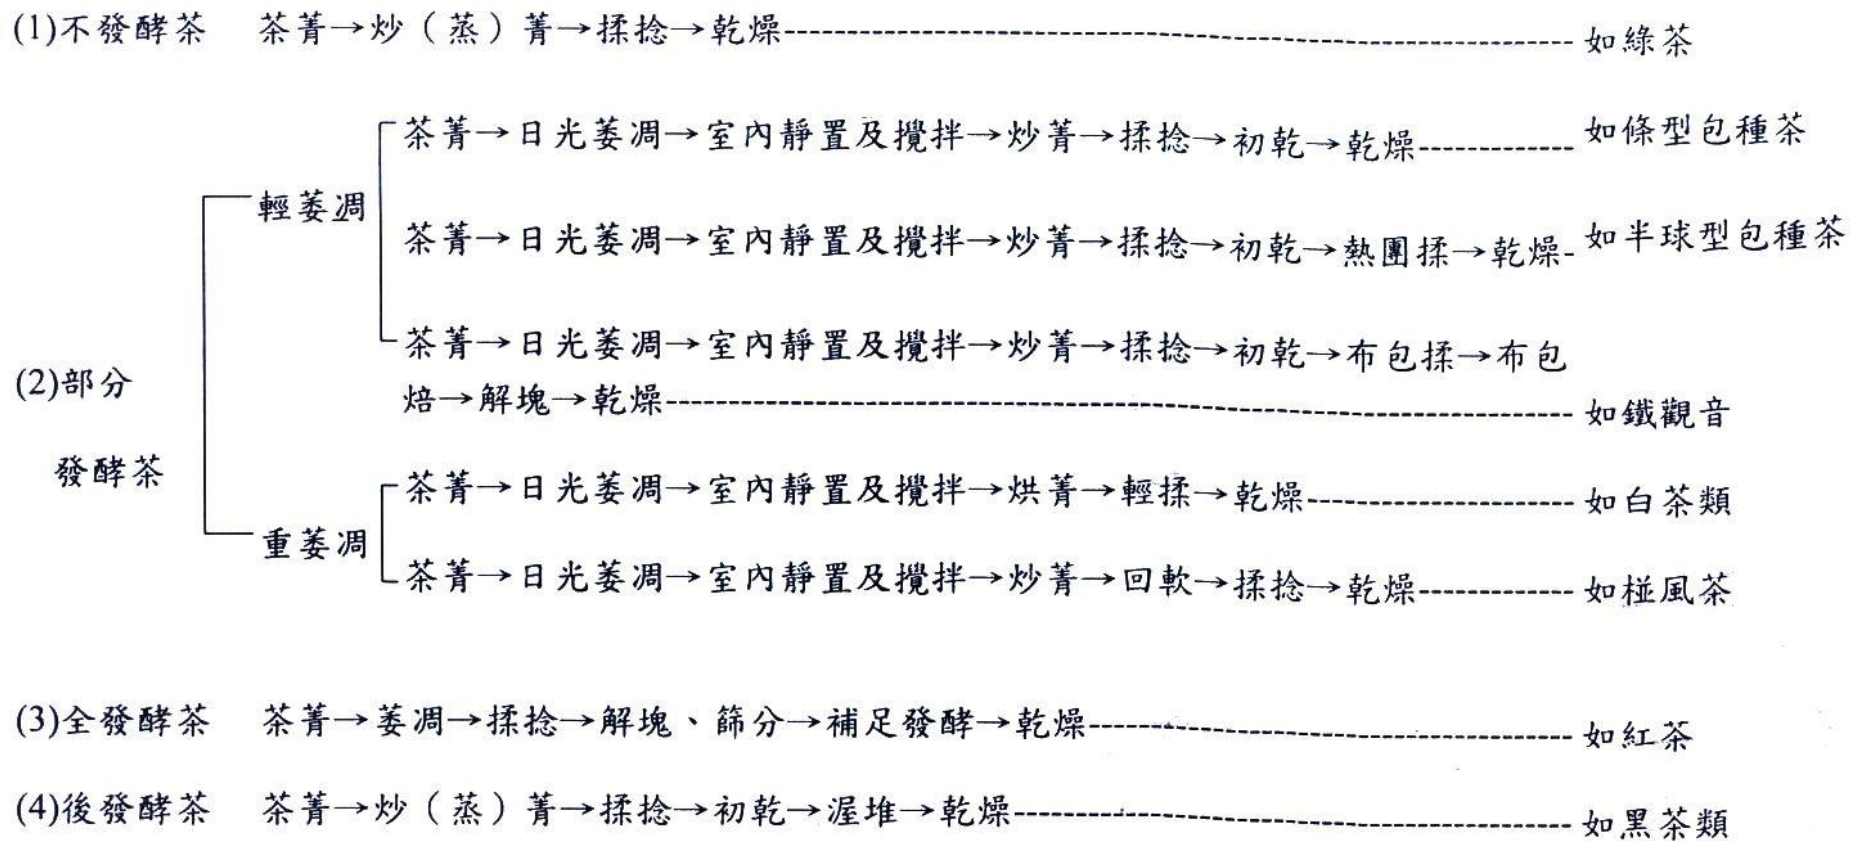 (1)不發酵茶 茶菁→炒（蒸）菁→揉捻→乾燥---------- 如綠茶
茶菁→日光萎凋→室內靜置及攪拌→炒菁→揉捻→初乾→乾燥---------- 如條型包種茶
輕萎凋
茶菁→日光萎凋→室內靜置及攪拌→炒菁→揉捻→初乾→熱團揉→乾燥- 如半球型包種茶
茶菁→日光萎凋→室內靜置及攪拌→炒菁→揉捻→初乾→布包揉→布包
(2)部分
焙→解塊→乾燥---------- 如鐵觀音
發酵茶
茶菁→日光萎凋→室內靜置及攪拌→烘菁→輕揉→乾燥---------- 如白茶類
重萎凋
茶菁→日光萎凋→室內靜置及攪拌→炒菁→回軟→揉捻→乾燥---------- 如椪風茶
(3)全發酵茶 茶菁→萎凋→揉捻→解塊、篩分→補足發酵→乾燥---------- 如紅茶
(4)後發酵茶 茶菁→炒（蒸）菁→揉捻→初乾→渥堆→乾燥---------- 如黑茶類